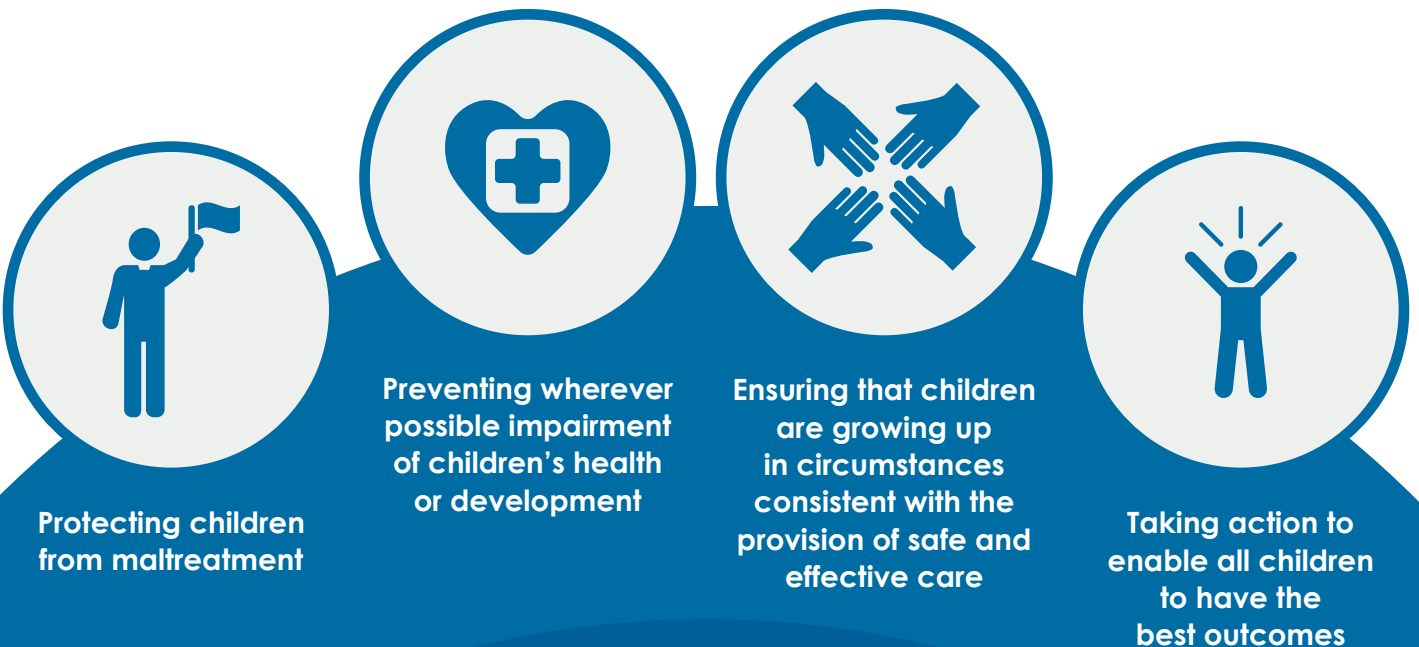 Protecting children
from maltreatment
Preventing wherever
possible impairment
of children’s health
or development
Ensuring that children
are growing up
in circumstances
consistent with the
provision of safe and
effective care
Taking action to
enable all children
to have the
best outcomes